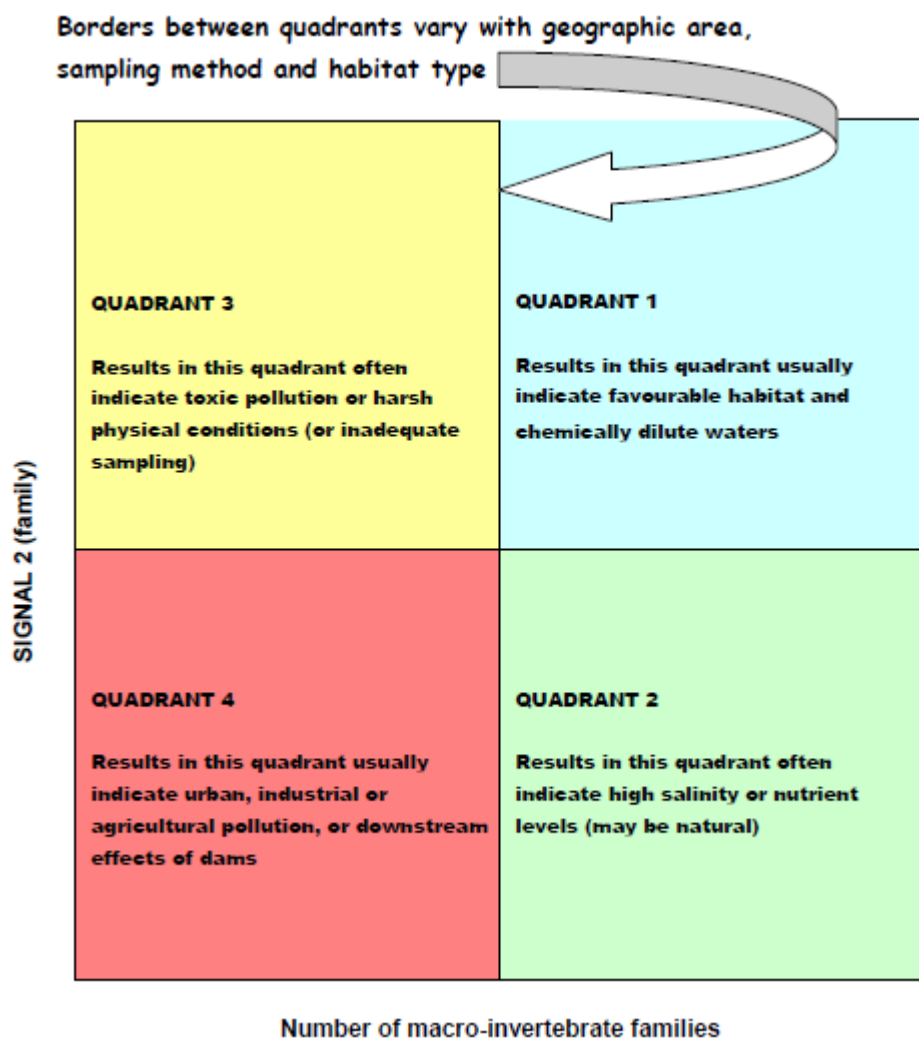 Borders between quadrants vary with geographic area,
sampling method and habitat type
QUADRANT 3
Results in this quadrant often
indicate toxic pollution or harsh
physical conditions (or inadequate
sampling)
QUADRANT 1
Results in this quadrant usually
indicate favourable habitat and
chemically dilute waters
SIGNAL 2 (family)
QUADRANT 4
Results in this quadrant usually
indicate urban, industrial or
agricultural pollution, or downstream
effects of dams
QUADRANT 2
Results in this quadrant often
indicate high salinity or nutrient
levels (may be natural)
Number of macro-invertebrate families